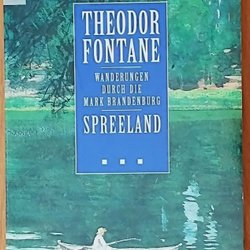 THEODOR
FONTANE
WANDERUNGEN
DURCH DIE
MARK BRANDENBURG
SPREELAND